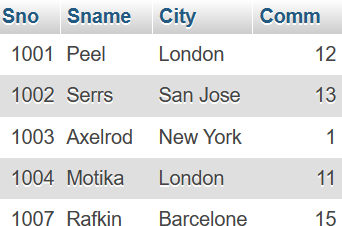 Sno Sname City Comm
1001 Peel London 12
1002 Serrs San Jose 13
1003 Axelrod New York 1
1004 Motika London 11
1007 Rafkin Barcelone 15